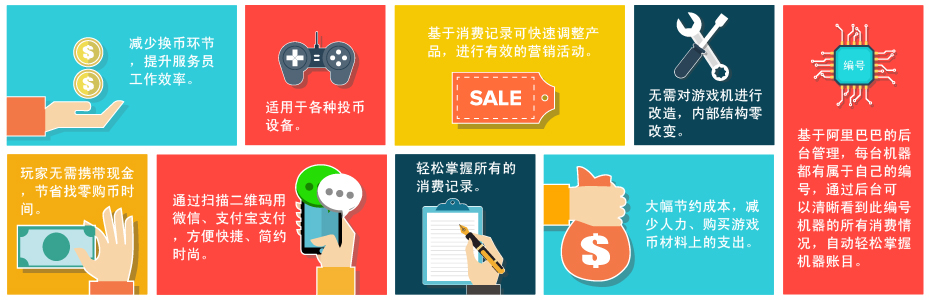 减少换币环节
，提升服务员
工作效率。
适用于各种投币
设备。
基于消费记录可快速调整产
品，进行有效的营销活动。
SALE
无需对游戏机进行
改造，内部结构零
改变。
编号
基于阿里巴巴的后
台管理，每台机器
都有属于自己的编
号，通过后台可
以清晰看到此编号
机器的所有消费情
况，自动轻松掌握
机器账目。
玩家无需携带现金
，节省找零购币时
间。
通过扫描二维码用
微信、支付宝支付
，方便快捷、简约
时尚。
轻松掌握所有的
消费记录。
大幅节约成本，减
少人力、购买游戏
币材料上的支出。